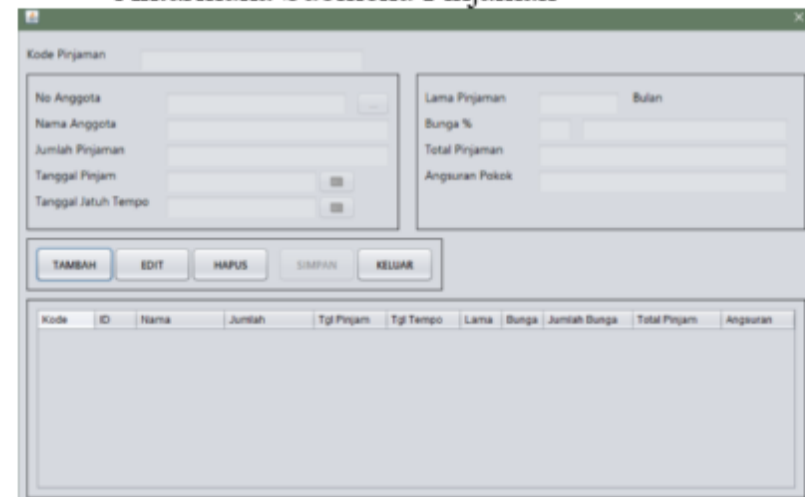 Kode Pinjaman
No Anggota ...
Nama Anggota
Jumlah Pinjaman
Tanggal Pinjam
Tanggal Jatuh Tempo
Lama Pinjaman Bulan
Bunga %
Total Pinjaman
Angsuran Pokok
TAMBAH EDIT HAPUS SIMPAN KELUAR
Kode ID Nama Jumlah Tgl Pinjam Tgl Tempo Lama Bunga Jumlah Bunga Total Pinjam Angsuran